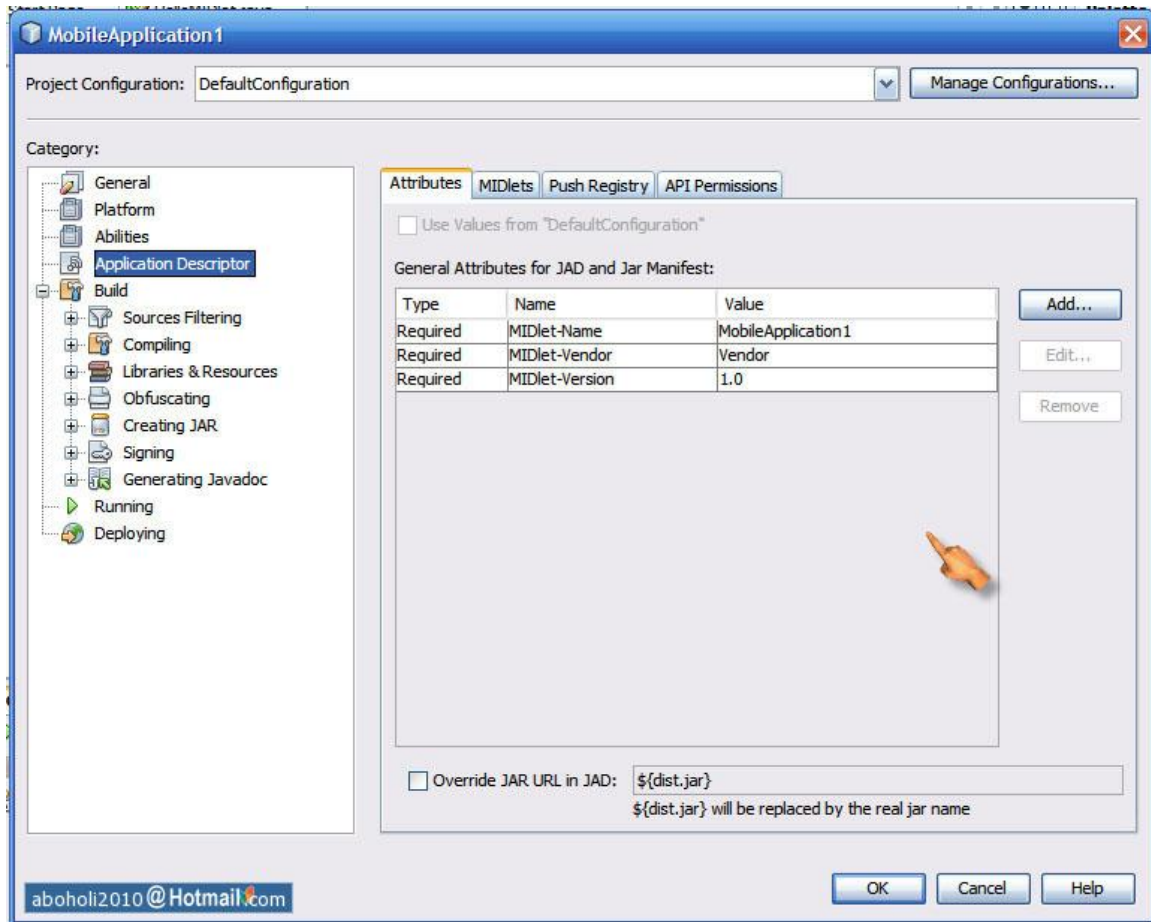 MobileApplication1
Project Configuration: DefaultConfiguration Manage Configurations...
Category:
General
Platform
Abilities
Application Descriptor
Build
Sources Filtering
Compiling
Libraries & Resources
Obfuscating
Creating JAR
Signing
Generating Javadoc
Running
Deploying
Attributes MIDlets Push Registry API Permissions
Use Values from "DefaultConfiguration"
General Attributes for JAD and Jar Manifest:
Type Name Value
Required MIDlet-Name MobileApplication1
Required MIDlet-Vendor Vendor
Required MIDlet-Version 1.0
Add...
Edit...
Remove
Override JAR URL in JAD: ${dist.jar}
${dist.jar} will be replaced by the real jar name
OK Cancel Help
aboholi2010@Hotmail.com